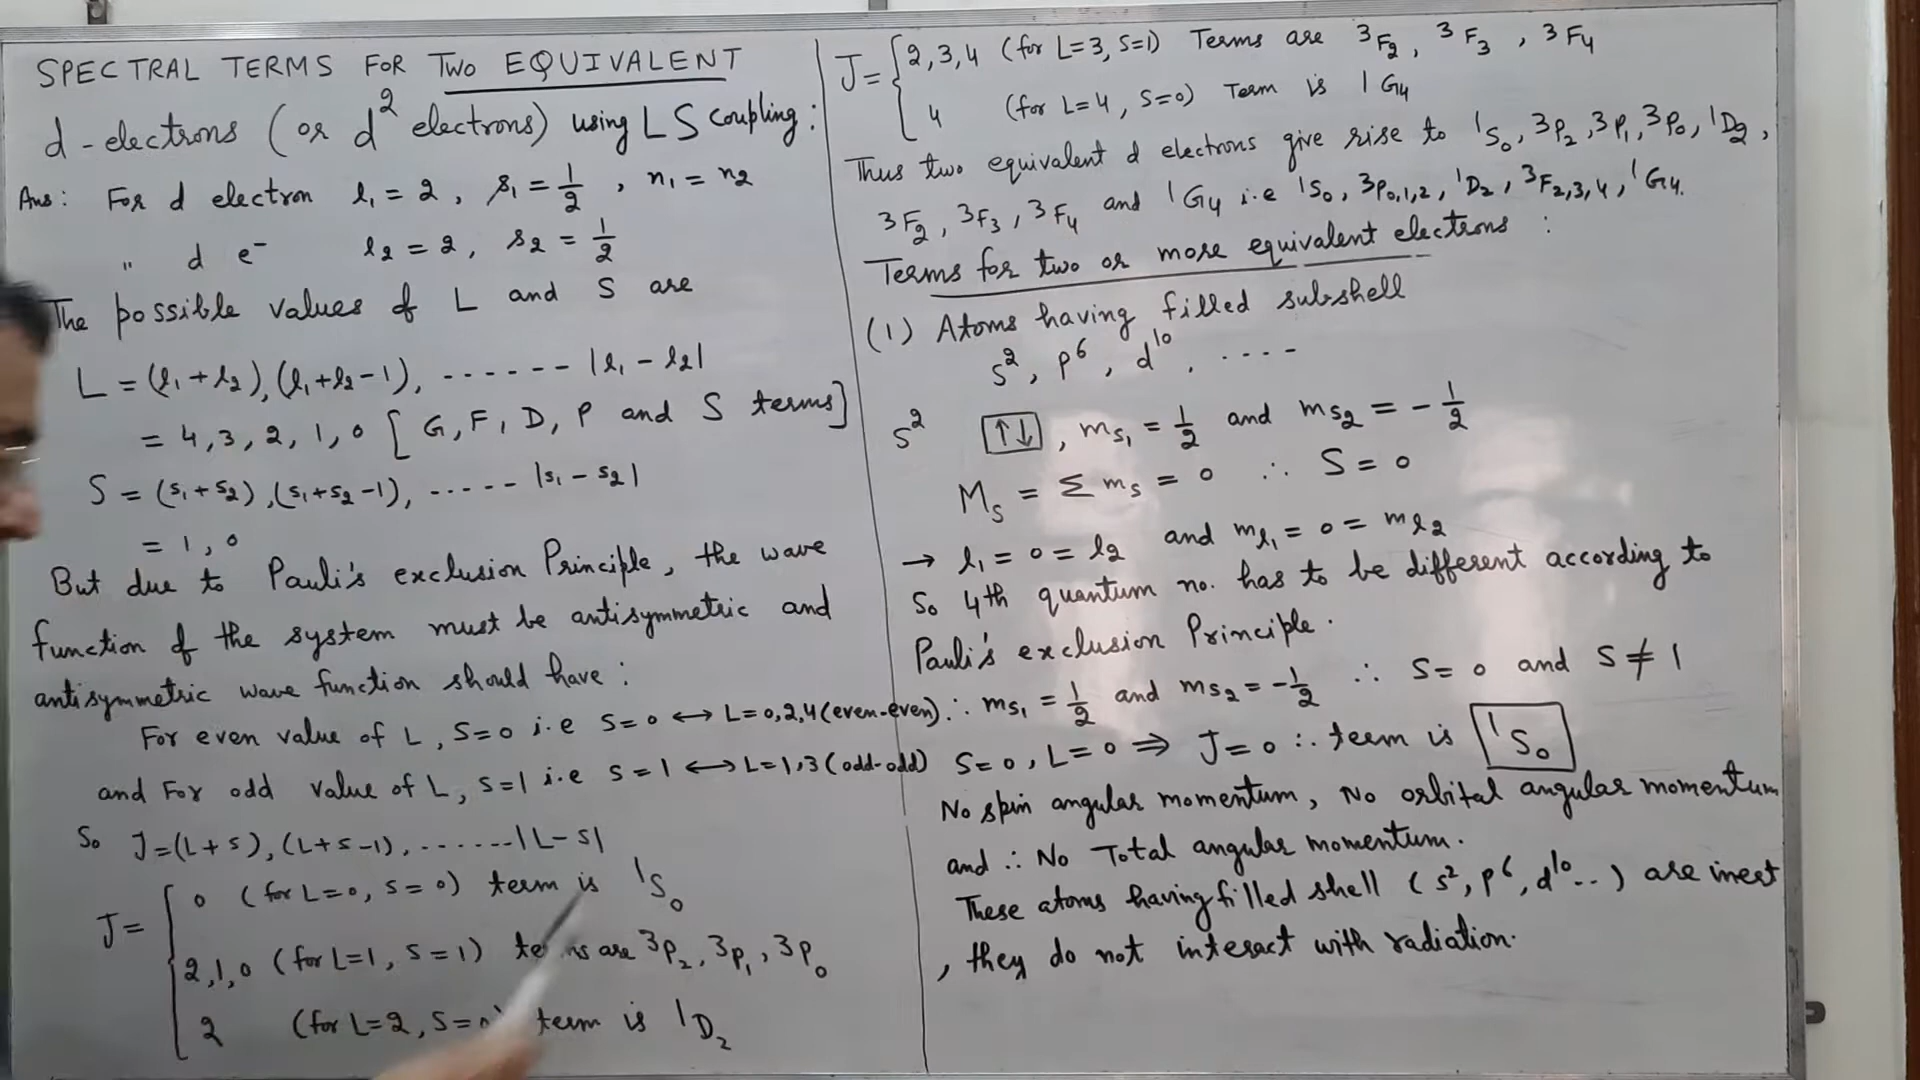 SPECTRAL TERMS FOR TWO EQUIVALENT
d-electrons (or d² electrons) using LS coupling:
Ans: For d electron l₁ = 2, s₁ = 1/2, n₁ = n₂
" d e⁻ l₂ = 2, s₂ = 1/2
The possible values of L and S are
L = (l₁+l₂), (l₁+l₂-1), ------ |l₁ - l₂|
= 4, 3, 2, 1, 0 [G, F, D, P and S terms]
S = (s₁+s₂), (s₁+s₂-1), ----- |s₁ - s₂|
= 1, 0
But due to Pauli's exclusion Principle, the wave
function of the system must be antisymmetric and
antisymmetric wave function should have:
For even value of L, S=0 i.e S=0 ↔ L=0,2,4 (even-even)
and For odd value of L, S=1 i.e S=1 ↔ L=1,3 (odd-odd)
So J=(L+S), (L+S-1), ------ |L-S|
J= { 0 (for L=0, S=0) term is ¹S₀
2,1,0 (for L=1, S=1) terms are ³P₂, ³P₁, ³P₀
2 (for L=2, S=0) term is ¹D₂
J= { 2,3,4 (for L=3, S=1) Terms are ³F₂, ³F₃, ³F₄
4 (for L=4, S=0) Term is ¹G₄
Thus two equivalent d electrons give rise to ¹S₀, ³P₂, ³P₁, ³P₀, ¹D₂,
³F₂, ³F₃, ³F₄ and ¹G₄ i.e ¹S₀, ³P₀,₁,₂, ¹D₂, ³F₂,₃,₄, ¹G₄.
Terms for two or more equivalent electrons:
(1) Atoms having filled subshell
s², p⁶, d¹⁰, ----
s² [↑↓], mₛ₁ = 1/2 and mₛ₂ = -1/2
Mₛ = Σ mₛ = 0 ∴ S = 0
→ l₁ = 0 = l₂ and mₗ₁ = 0 = mₗ₂
So 4th quantum no. has to be different according to
Pauli's exclusion Principle.
∴ mₛ₁ = 1/2 and mₛ₂ = -1/2 ∴ S = 0 and S ≠ 1
S=0, L=0 ⇒ J=0 ∴ term is ¹S₀
No spin angular momentum, No orbital angular momentum
and ∴ No Total angular momentum.
These atoms having filled shell (s², p⁶, d¹⁰..) are inert
, they do not interact with radiation.